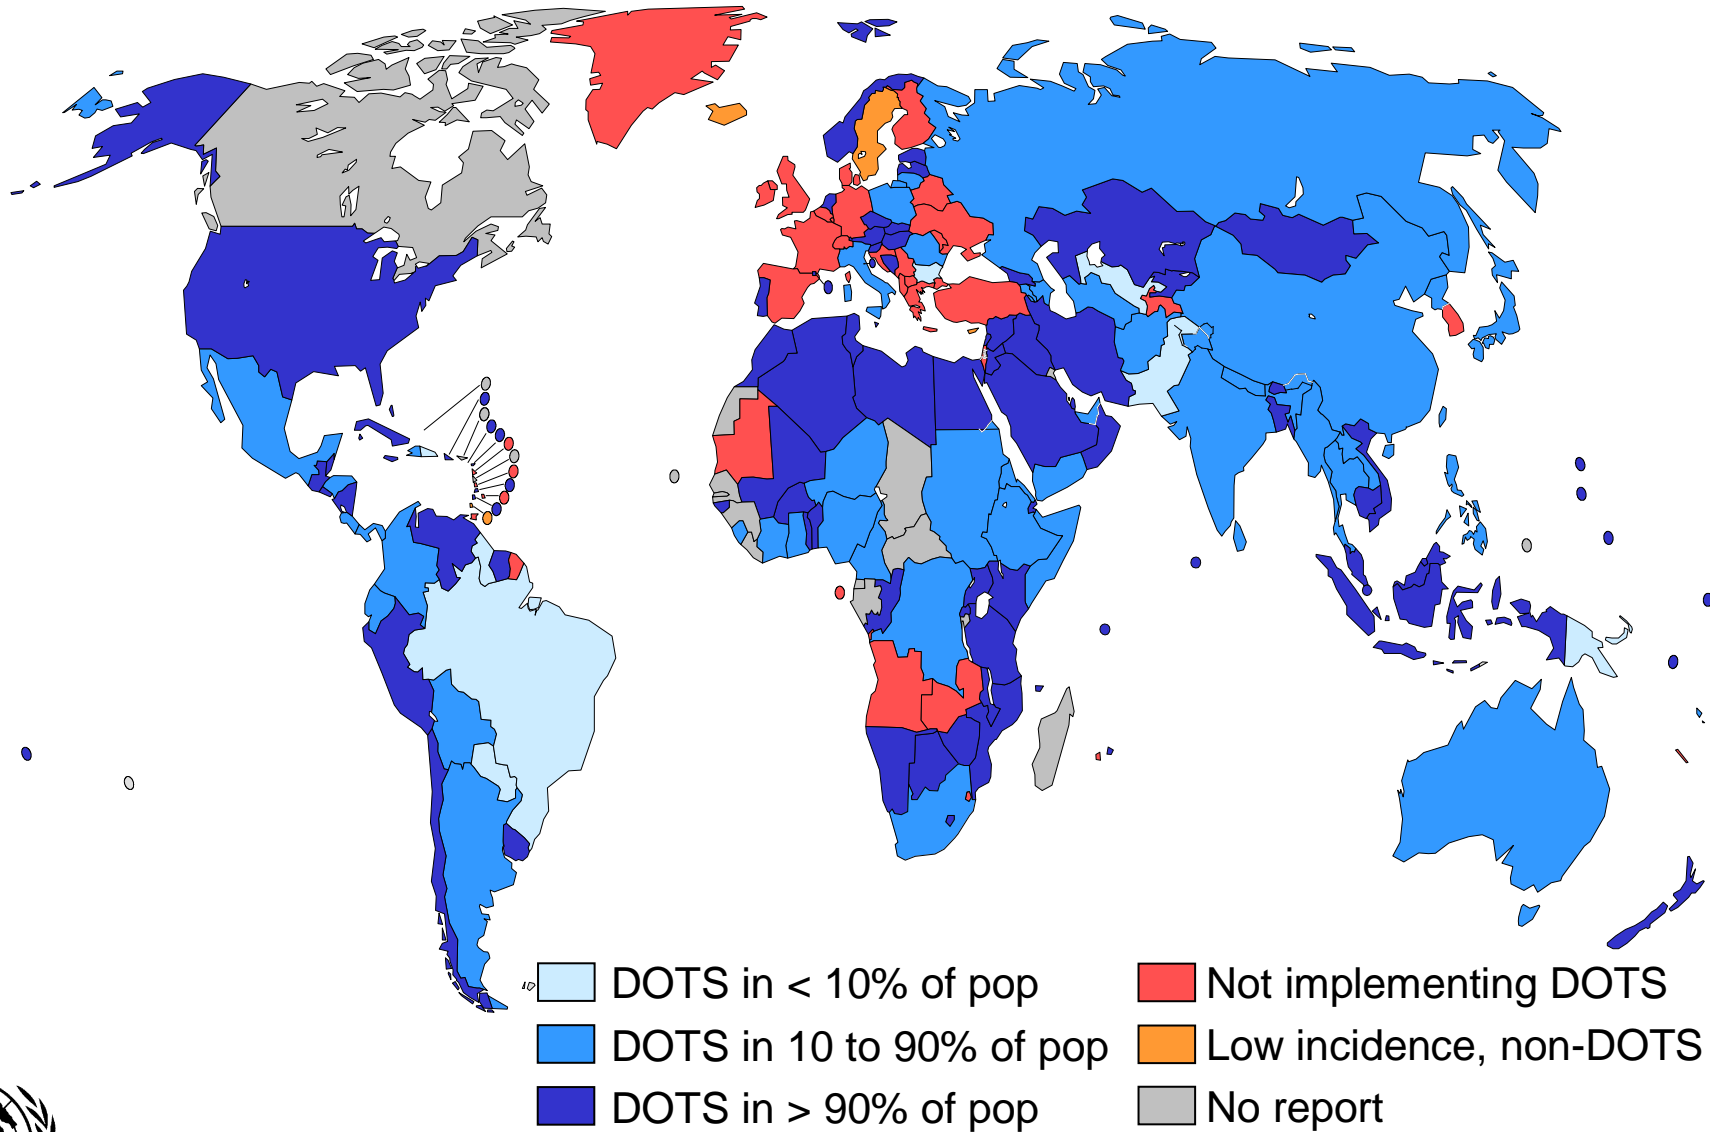 DOTS in < 10% of pop
DOTS in 10 to 90% of pop
DOTS in > 90% of pop
Not implementing DOTS
Low incidence, non-DOTS
No report